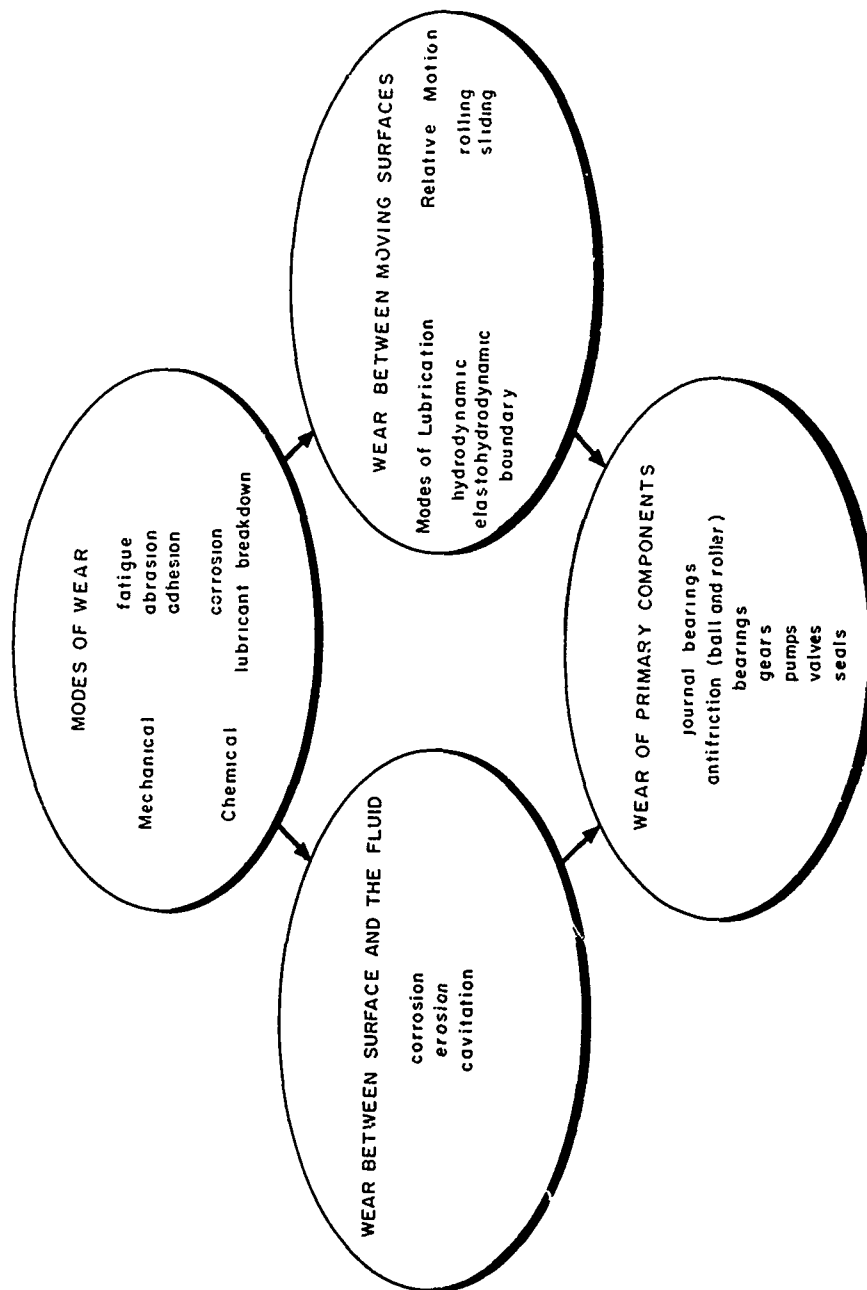 MODES OF WEAR
Mechanical
fatigue
abrasion
adhesion
Chemical
corrosion
lubricant breakdown
WEAR BETWEEN SURFACE AND THE FLUID
corrosion
erosian
cavitation
WEAR BETWEEN MOVING SURFACES
Modes of Lubrication
hydrodynamic
elastohydrodynamic
boundary
Relative Motion
rolling
sliding
WEAR OF PRIMARY COMPONENTS
journal bearings
antifriction (ball and roller)
bearings
gears
pumps
valves
seals